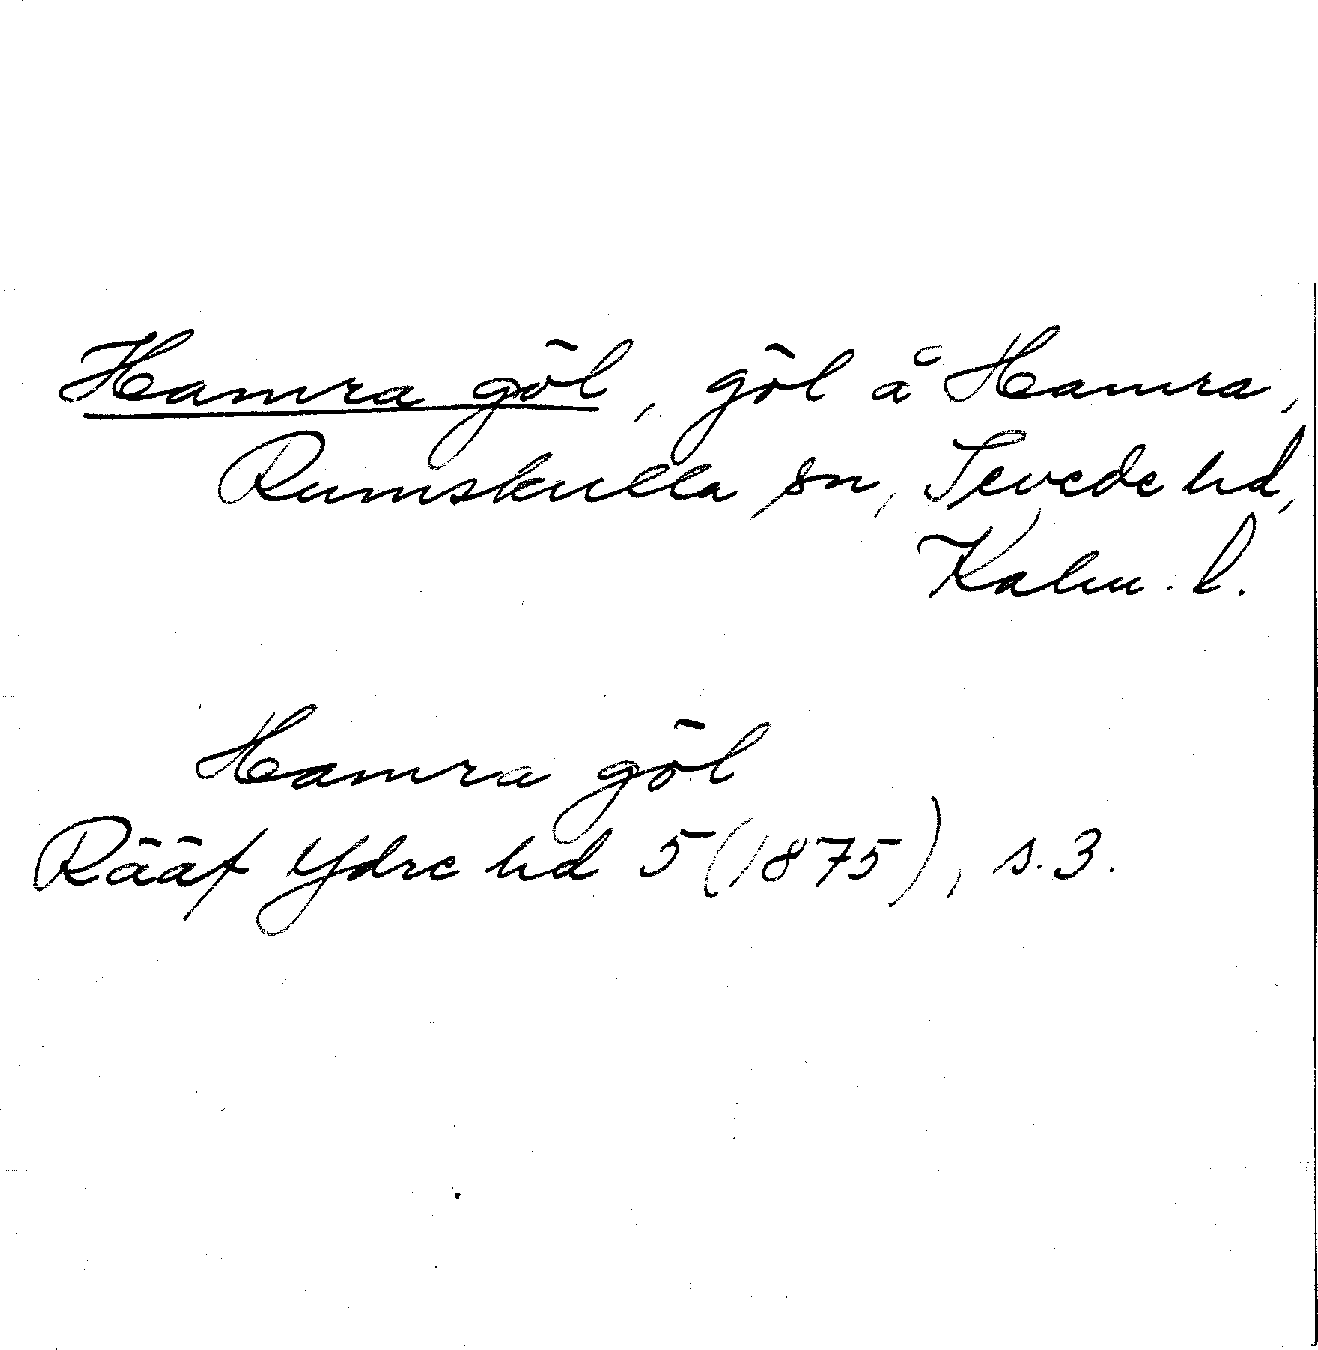 Hamra göl, göl å Hamra,
Rumskulla sn, Sevede hd,
Kalm. l.
Hamra göl
Rääf Ydre hd 5 (1875), s. 3.